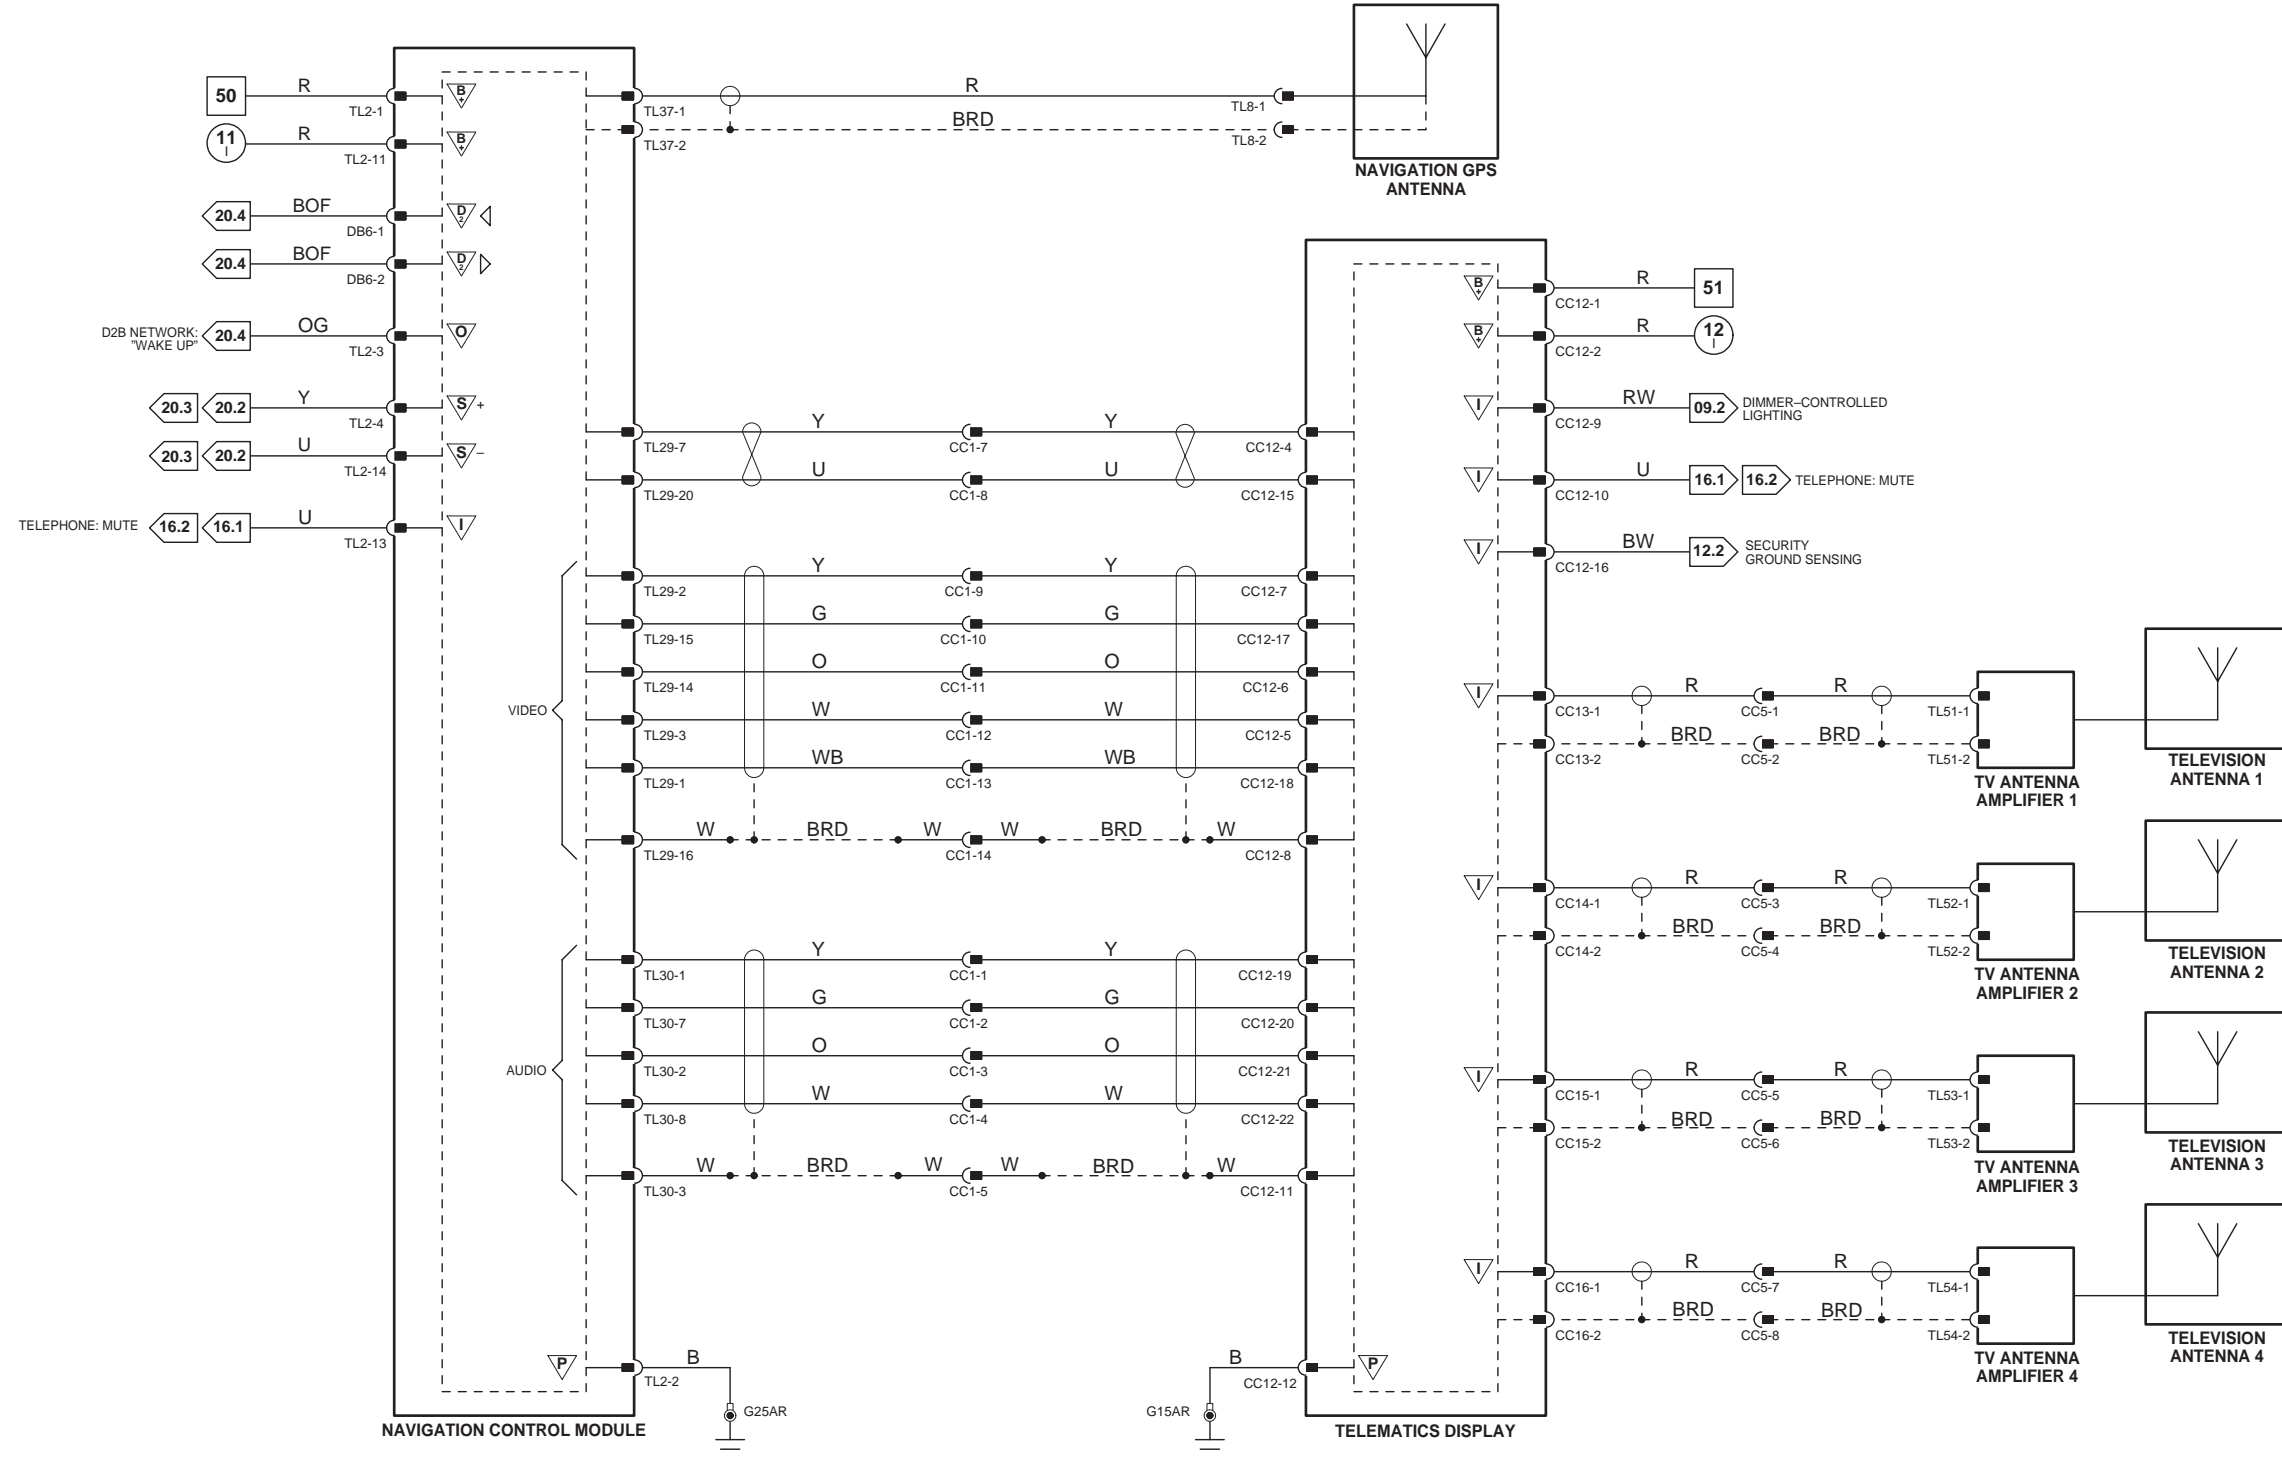 50
R
TL2-1
B
+
11
I
R
TL2-11
B
+
20.4
BOF
DB6-1
D
2
20.4
BOF
DB6-2
D
2
D2B NETWORK:
"WAKE UP"
20.4
OG
TL2-3
O
20.3
20.2
Y
TL2-4
S
+
20.3
20.2
U
TL2-14
S
–
TELEPHONE: MUTE
16.2
16.1
U
TL2-13
I
TL37-1
R
TL8-1
TL37-2
BRD
TL8-2
NAVIGATION GPS
ANTENNA
TL29-7
Y
CC1-7
Y
CC12-4
TL29-20
U
CC1-8
U
CC12-15
VIDEO
TL29-2
Y
CC1-9
Y
CC12-7
TL29-15
G
CC1-10
G
CC12-17
TL29-14
O
CC1-11
O
CC12-6
TL29-3
W
CC1-12
W
CC12-5
TL29-1
WB
CC1-13
WB
CC12-18
TL29-16
W
BRD
W
CC1-14
W
BRD
W
CC12-8
AUDIO
TL30-1
Y
CC1-1
Y
CC12-19
TL30-7
G
CC1-2
G
CC12-20
TL30-2
O
CC1-3
O
CC12-21
TL30-8
W
CC1-4
W
CC12-22
TL30-3
W
BRD
W
CC1-5
W
BRD
W
CC12-11
P
TL2-2
B
G25AR
NAVIGATION CONTROL MODULE
G15AR
B
CC12-12
P
TELEMATICS DISPLAY
B
+
CC12-1
R
51
B
+
CC12-2
R
12
I
I
CC12-9
RW
09.2
DIMMER–CONTROLLED
LIGHTING
I
CC12-10
U
16.1
16.2
TELEPHONE: MUTE
I
CC12-16
BW
12.2
SECURITY
GROUND SENSING
I
CC13-1
R
CC5-1
R
TL51-1
CC13-2
BRD
CC5-2
BRD
TL51-2
TV ANTENNA
AMPLIFIER 1
TELEVISION
ANTENNA 1
I
CC14-1
R
CC5-3
R
TL52-1
CC14-2
BRD
CC5-4
BRD
TL52-2
TV ANTENNA
AMPLIFIER 2
TELEVISION
ANTENNA 2
I
CC15-1
R
CC5-5
R
TL53-1
CC15-2
BRD
CC5-6
BRD
TL53-2
TV ANTENNA
AMPLIFIER 3
TELEVISION
ANTENNA 3
I
CC16-1
R
CC5-7
R
TL54-1
CC16-2
BRD
CC5-8
BRD
TL54-2
TV ANTENNA
AMPLIFIER 4
TELEVISION
ANTENNA 4